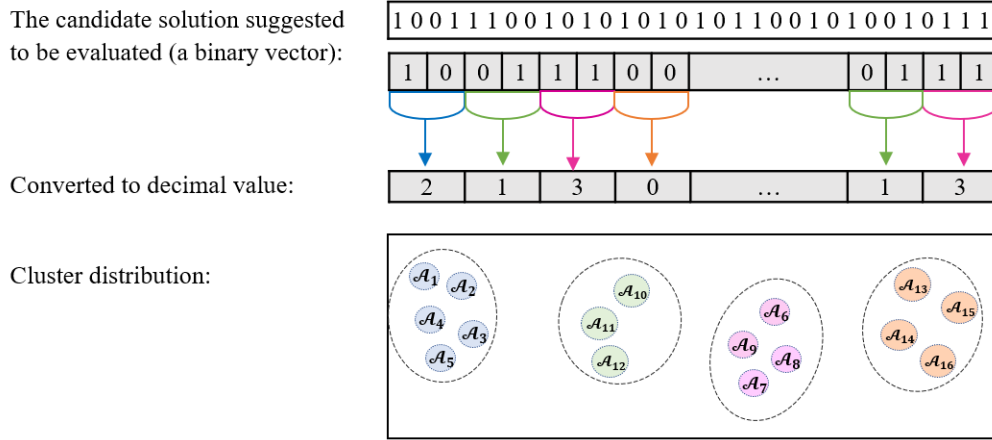 The candidate solution suggested
to be evaluated (a binary vector):
1 0 0 1 1 1 0 0 1 0 1 0 1 0 1 0 1 0 1 1 0 0 1 0 1 0 0 1 0 1 1 1
1 0 0 1 1 1 0 0 ... 0 1 1 1
Converted to decimal value:
2 1 3 0 ... 1 3
Cluster distribution:
𝒜1 𝒜2
𝒜4 𝒜3
𝒜5
𝒜10
𝒜11
𝒜12
𝒜6
𝒜9 𝒜8
𝒜7
𝒜13
𝒜15
𝒜14
𝒜16